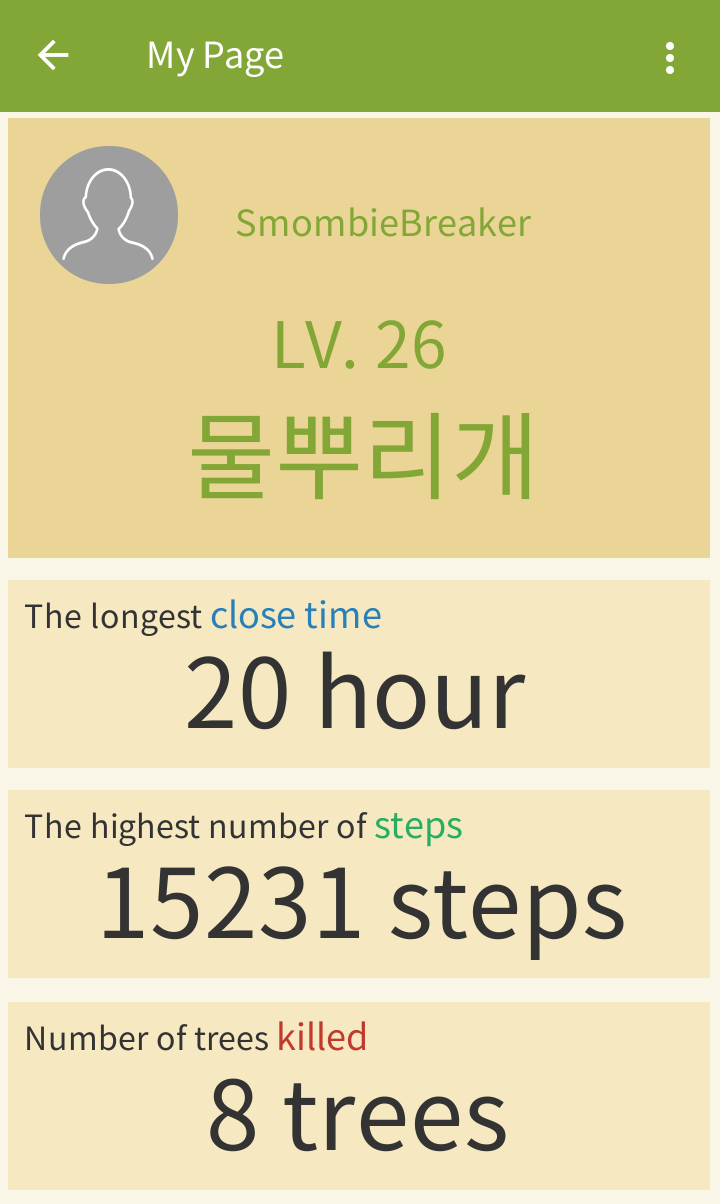 My Page
SmombieBreaker
LV. 26
물뿌리개
The longest close time
20 hour
The highest number of steps
15231 steps
Number of trees killed
8 trees